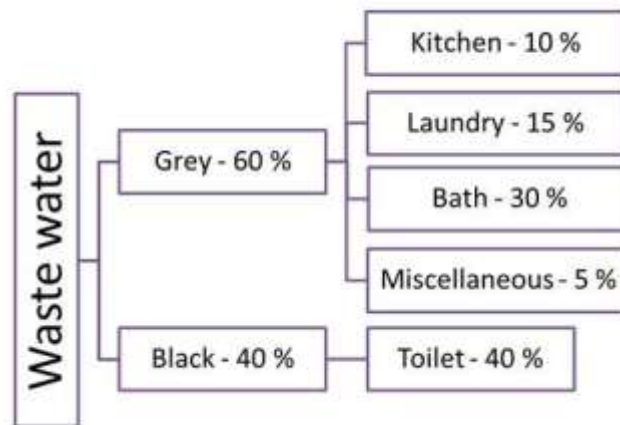 Waste water
Grey - 60 %
Kitchen - 10 %
Laundry - 15 %
Bath - 30 %
Miscellaneous - 5 %
Black - 40 %
Toilet - 40 %